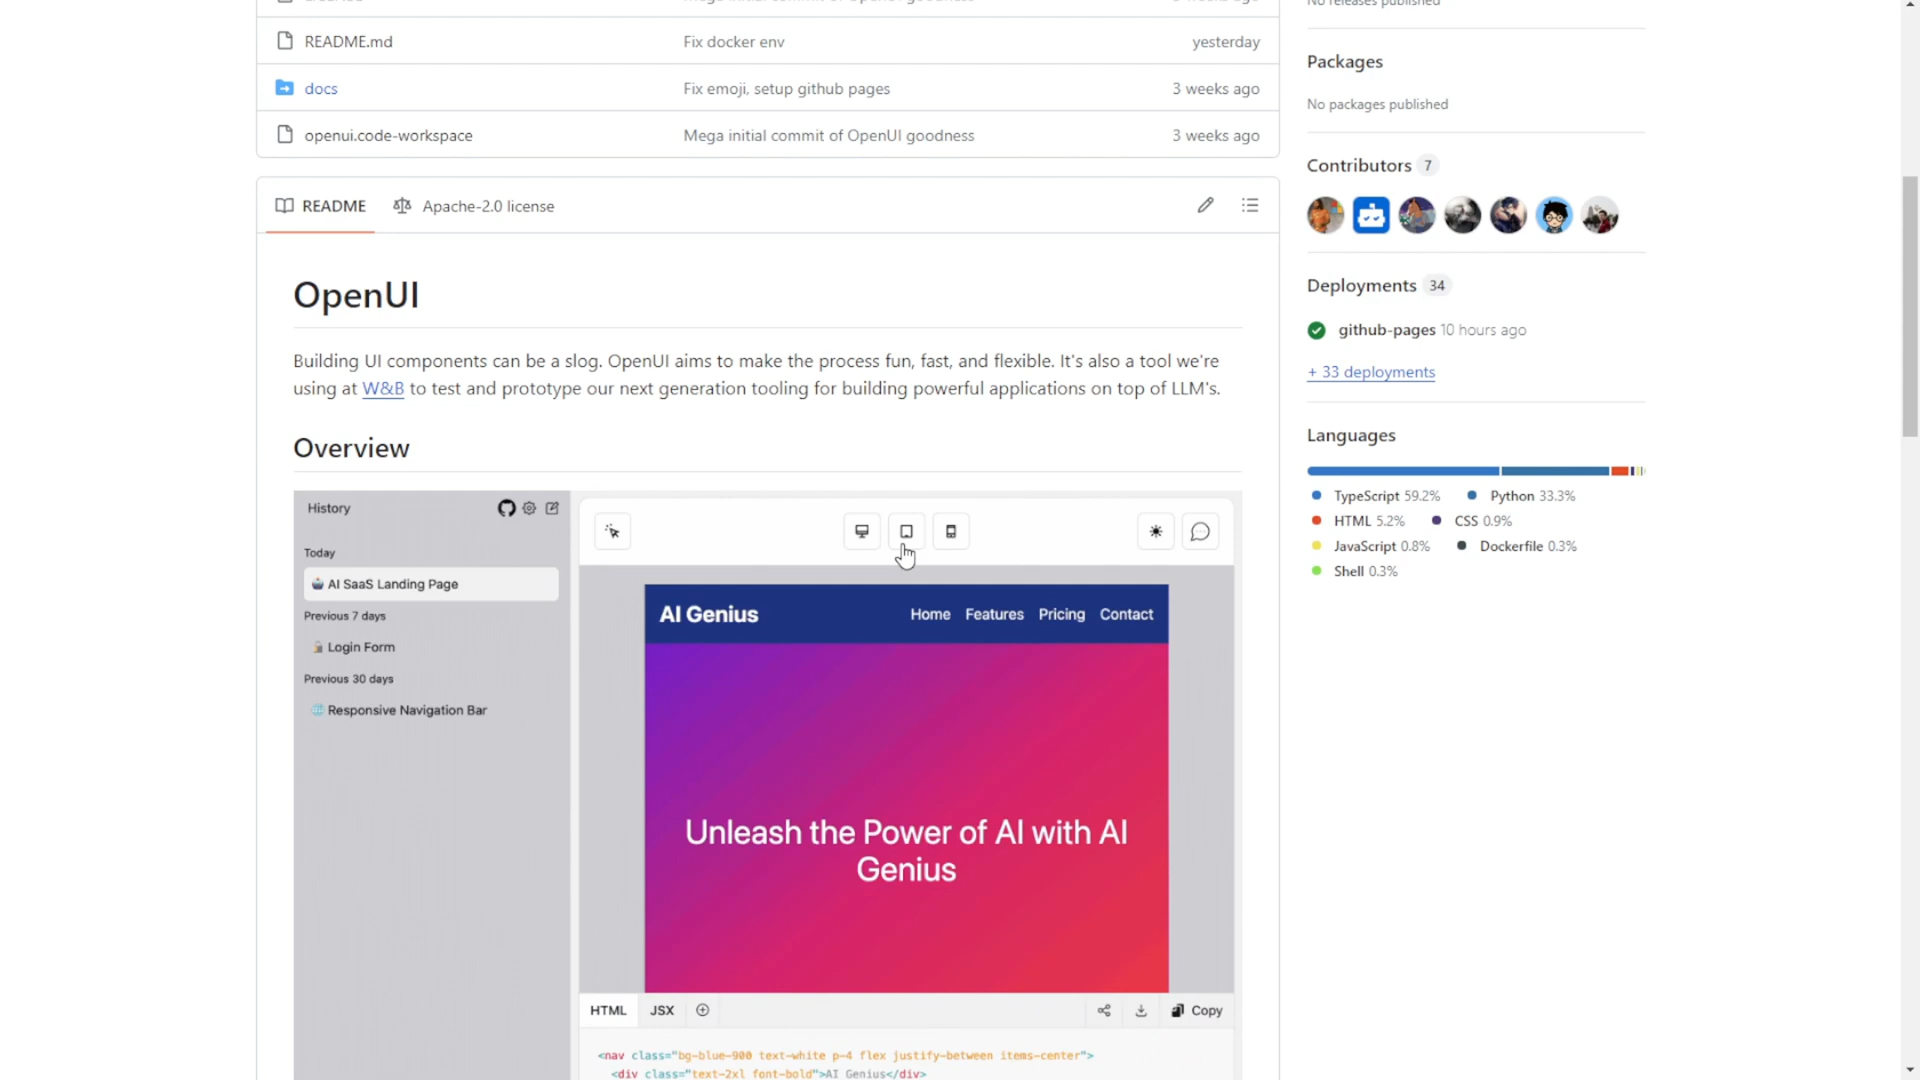 No releases published
README.md Fix docker env yesterday
docs Fix emoji, setup github pages 3 weeks ago
openui.code-workspace Mega initial commit of OpenUI goodness 3 weeks ago
README Apache-2.0 license
OpenUI
Building UI components can be a slog. OpenUI aims to make the process fun, fast, and flexible. It's also a tool we're
using at W&B to test and prototype our next generation tooling for building powerful applications on top of LLM's.
Overview
History
Today
AI SaaS Landing Page
Previous 7 days
Login Form
Previous 30 days
Responsive Navigation Bar
AI Genius Home Features Pricing Contact
Unleash the Power of AI with AI
Genius
HTML JSX Copy
<nav class="bg-blue-900 text-white p-4 flex justify-between items-center">
<div class="text-2xl font-bold">AI Genius</div>
Packages
No packages published
Contributors 7
Deployments 34
github-pages 10 hours ago
+ 33 deployments
Languages
TypeScript 59.2% Python 33.3%
HTML 5.2% CSS 0.9%
JavaScript 0.8% Dockerfile 0.3%
Shell 0.3%